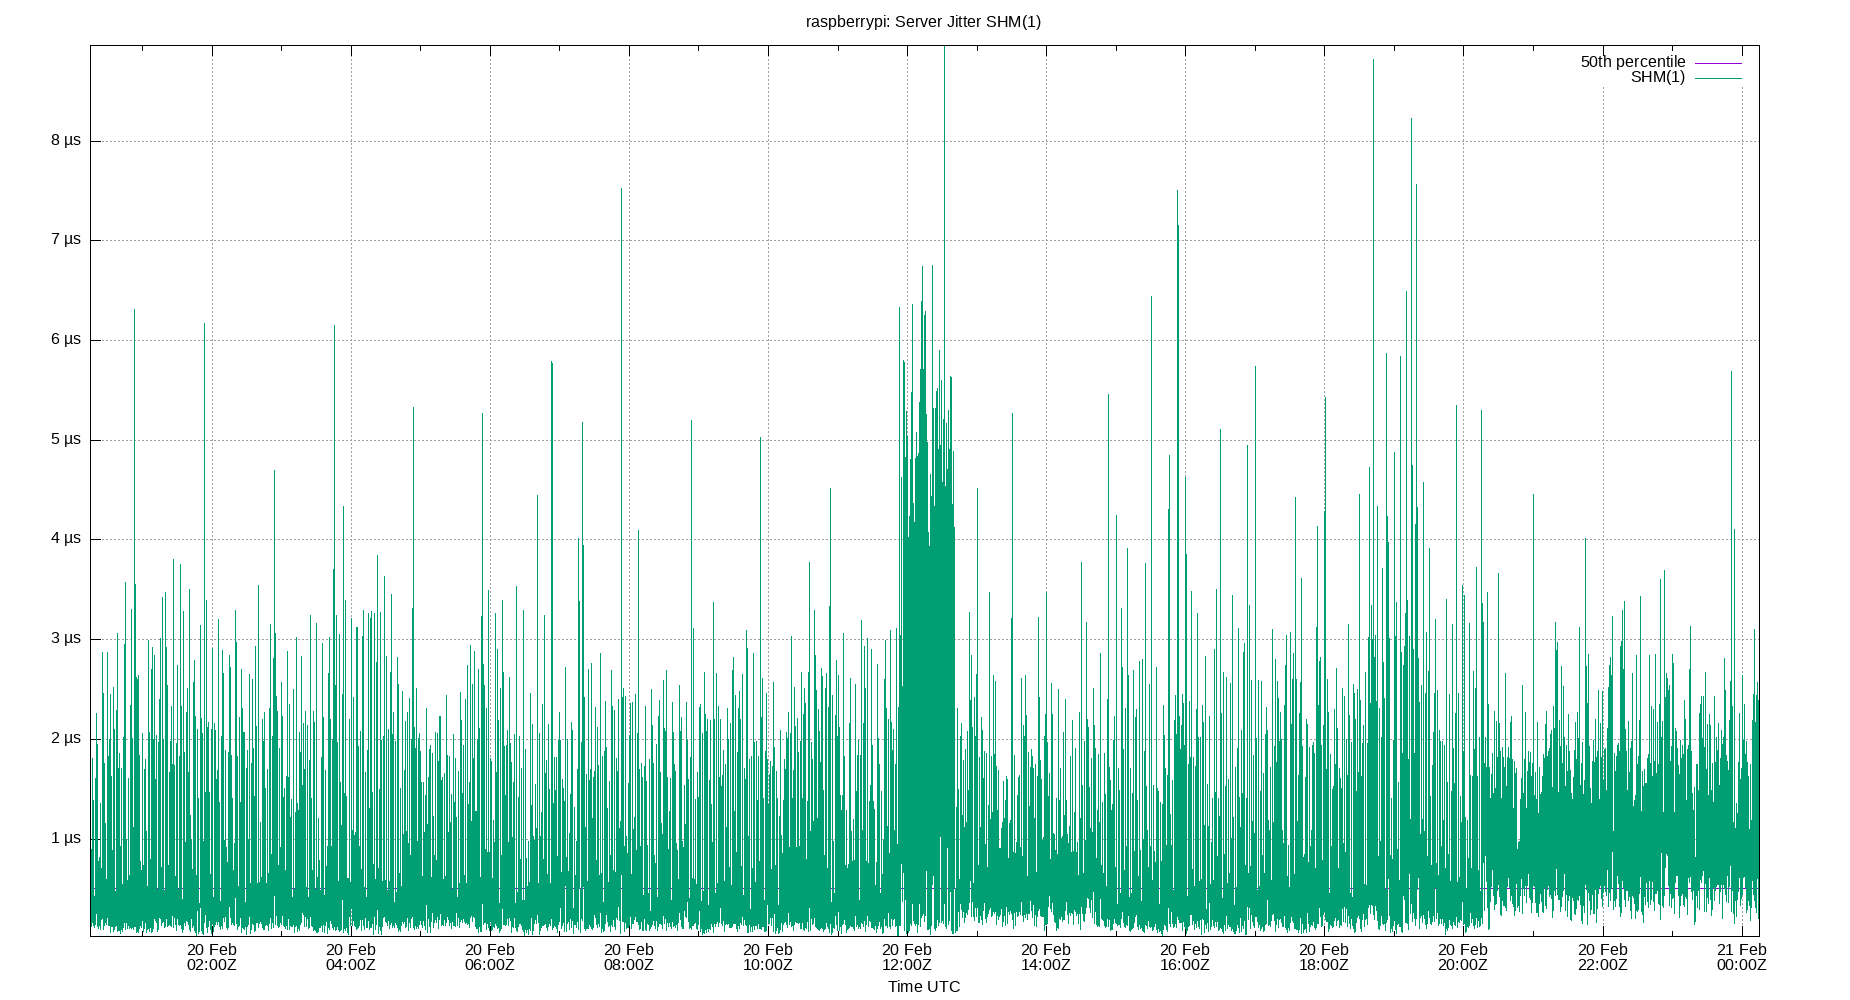 raspberrypi: Server Jitter SHM(1)
50th percentile
SHM(1)
8 µs
7 µs
6 µs
5 µs
4 µs
3 µs
2 µs
1 µs
20 Feb 20 Feb 20 Feb 20 Feb 20 Feb 20 Feb 20 Feb 20 Feb 20 Feb 20 Feb 20 Feb 21 Feb
02:00Z 04:00Z 06:00Z 08:00Z 10:00Z 12:00Z 14:00Z 16:00Z 18:00Z 20:00Z 22:00Z 00:00Z
Time UTC